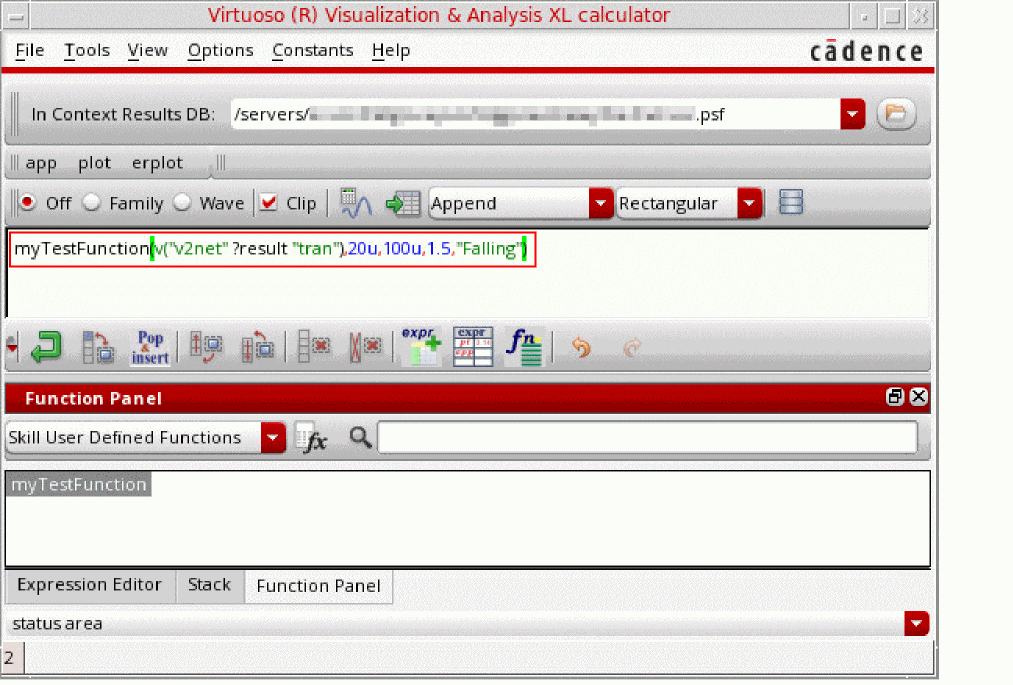 Virtuoso (R) Visualization & Analysis XL calculator
File Tools View Options Constants Help
cādence
In Context Results DB: /servers/ .psf
app plot erplot
Off Family Wave Clip Append Rectangular
myTestFunction(v("v2net" ?result "tran"),20u,100u,1.5,"Falling")
Pop & insert expr expr fn
Function Panel
Skill User Defined Functions fx
myTestFunction
Expression Editor Stack Function Panel
status area
2